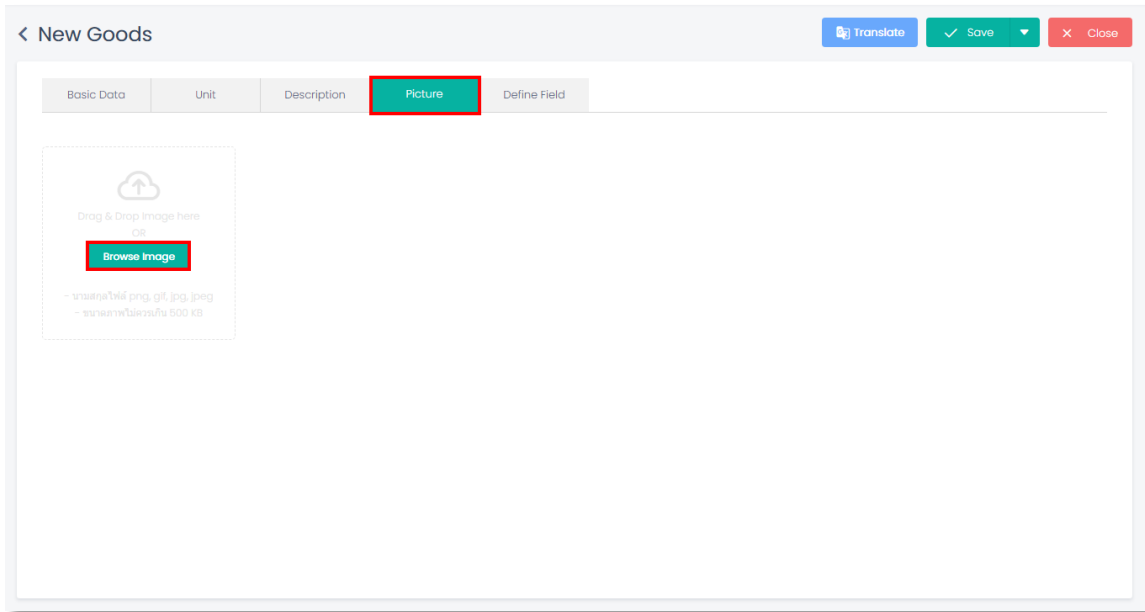 New Goods
Translate
Save
Close
Basic Data
Unit
Description
Picture
Define Field
Drag & Drop Image here
OR
Browse Image
- นามสกุลไฟล์ png, gif, jpg, jpeg
- ขนาดภาพไม่ควรเกิน 500 KB